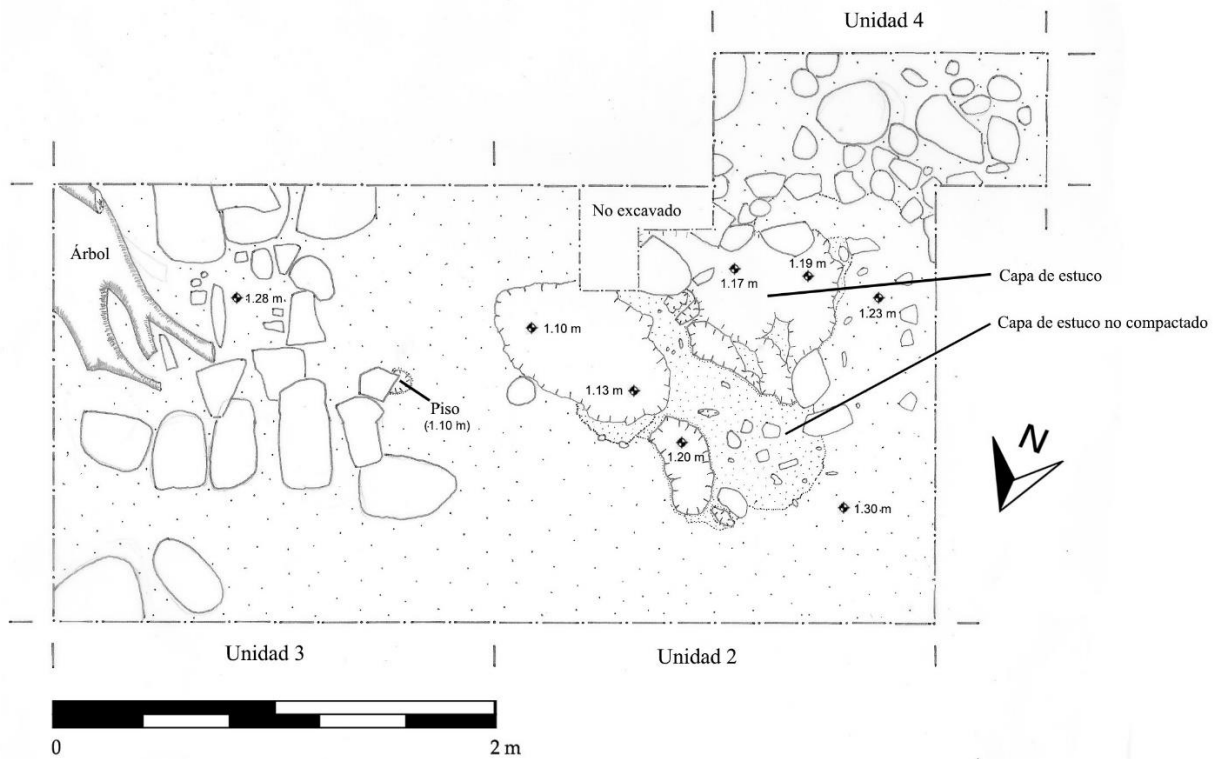 Unidad 4
No excavado
Árbol
1.19 m
1.17 m
Capa de estuco
1.28 m
1.23 m
Capa de estuco no compactado
1.10 m
1.13 m
Piso
(1.10 m)
N
1.20 m
1.30 m
Unidad 3
Unidad 2
0
2 m